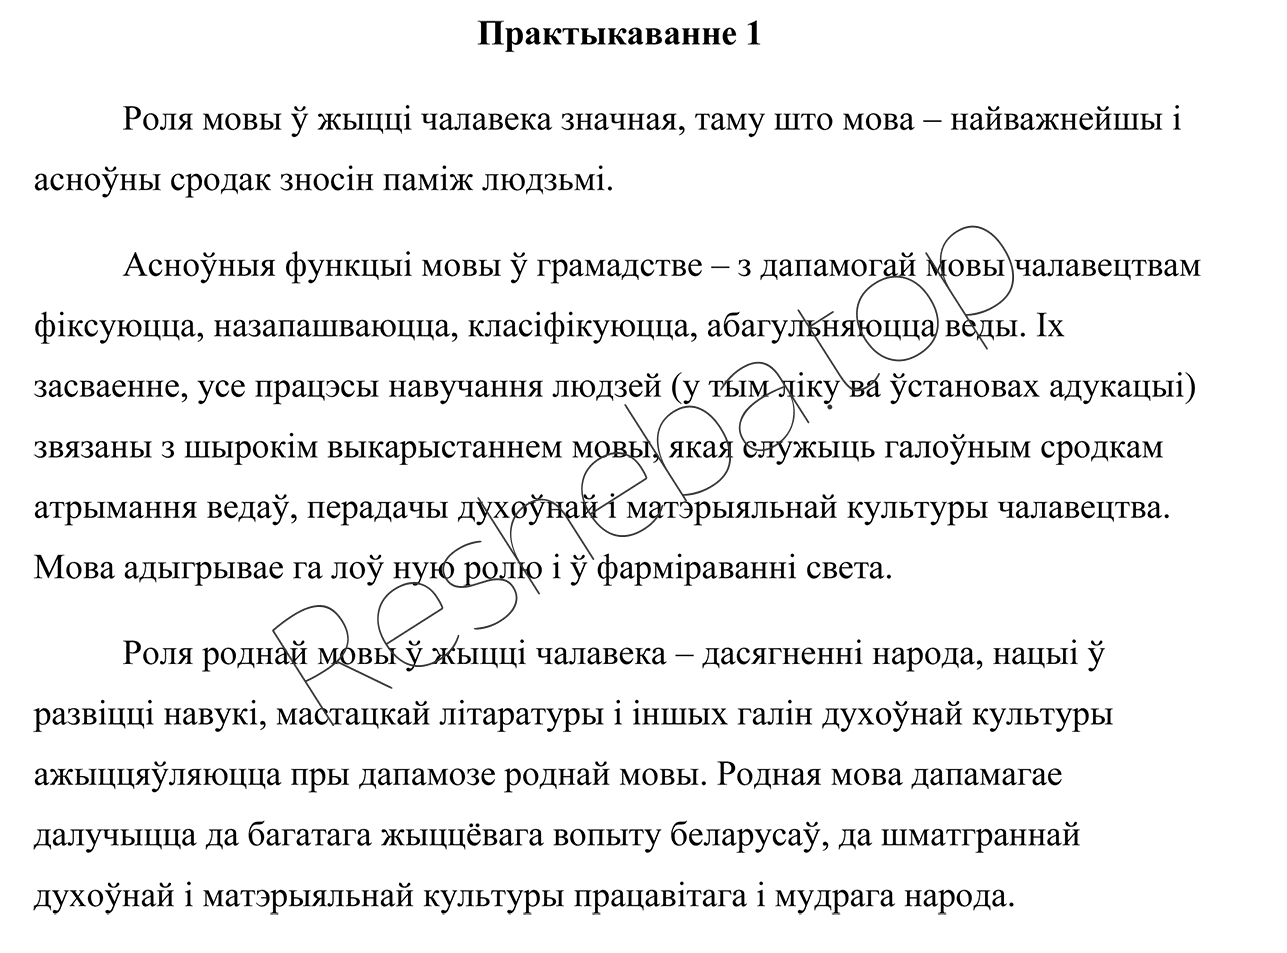 Практыкаванне 1
Роля мовы ў жыцці чалавека значная, таму што мова – найважнейшы і
асноўны сродак зносін паміж людзьмі.
Асноўныя функцыі мовы ў грамадстве – з дапамогай мовы чалавецтвам
фіксуюцца, назапашваюцца, класіфікуюцца, абагульняюцца веды. Іх
засваенне, усе працэсы навучання людзей (у тым ліку ва ўстановах адукацыі)
звязаны з шырокім выкарыстаннем мовы, якая служыць галоўным сродкам
атрымання ведаў, перадачы духоўнай і матэрыяльнай культуры чалавецтва.
Мова адыгрывае га лоў ную ролю і ў фарміраванні света.
Роля роднай мовы ў жыцці чалавека – дасягненні народа, нацыі ў
развіцці навукі, мастацкай літаратуры і іншых галін духоўнай культуры
ажыццяўляюцца пры дапамозе роднай мовы. Родная мова дапамагае
далучыцца да багатага жыццёвага вопыту беларусаў, да шматграннай
духоўнай і матэрыяльнай культуры працавітага і мудрага народа.
Resheba.top